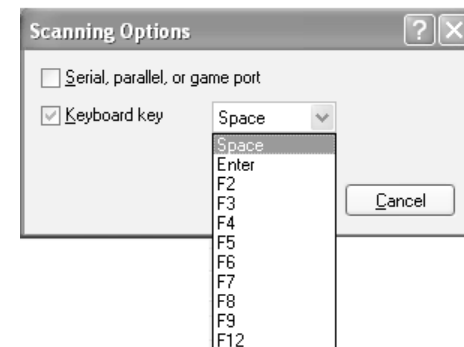 Scanning Options
Serial, parallel, or game port
Keyboard key
Space
Space
Enter
F2
F3
F4
F5
F6
F7
F8
F9
F12
Cancel